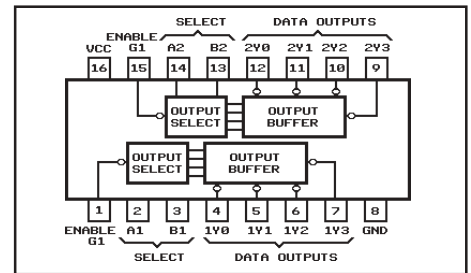 SELECT DATA OUTPUTS
ENABLE
VCC G1 A2 B2 2Y0 2Y1 2Y2 2Y3
16 15 14 13 12 11 10 9
OUTPUT SELECT
OUTPUT BUFFER
OUTPUT SELECT
OUTPUT BUFFER
1 2 3 4 5 6 7 8
ENABLE A1 B1 1Y0 1Y1 1Y2 1Y3 GND
G1
SELECT DATA OUTPUTS